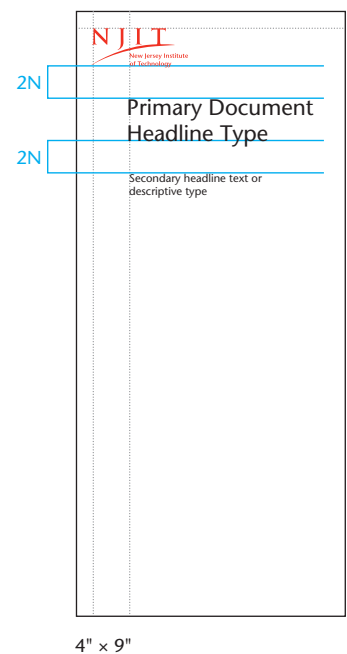 NJIT
New Jersey Institute
of Technology
2N
Primary Document
Headline Type
2N
Secondary headline text or
descriptive type
4" × 9"